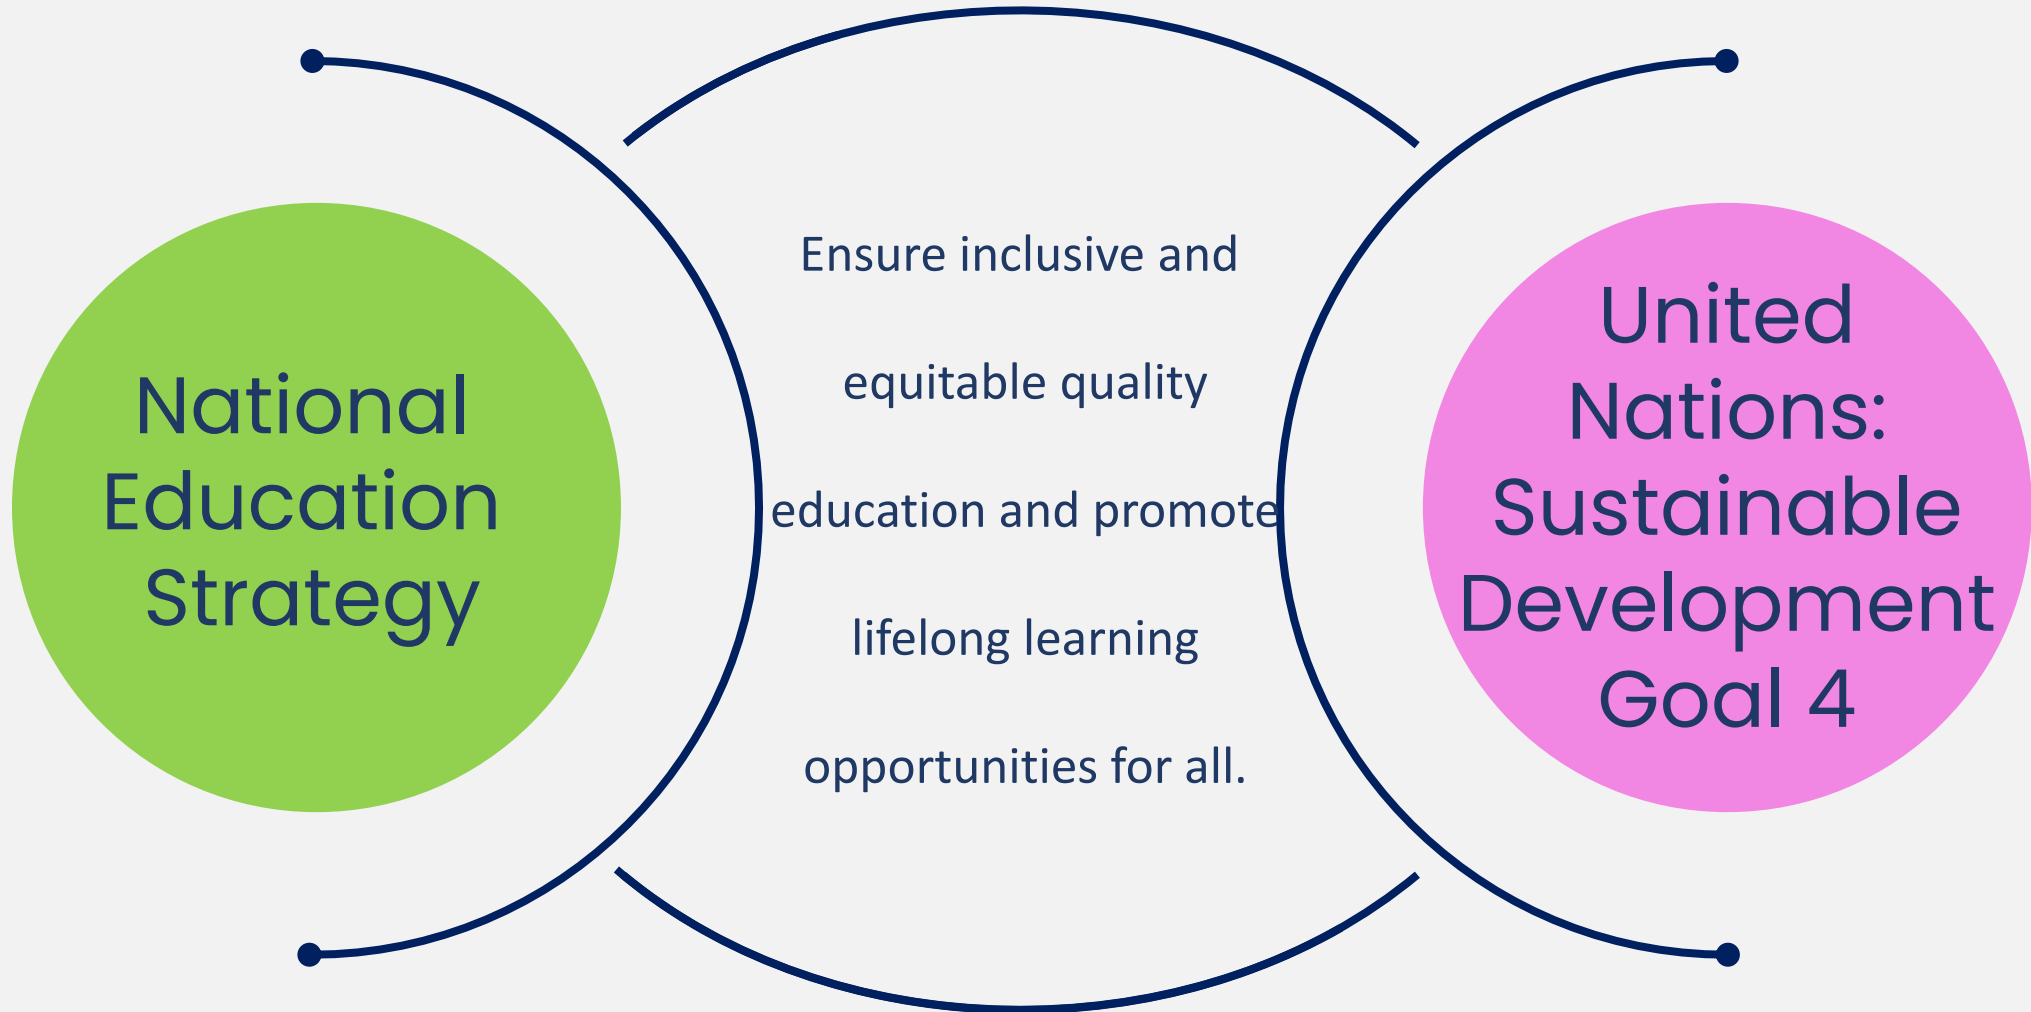 National
Education
Strategy
Ensure inclusive and
equitable quality
education and promote
lifelong learning
opportunities for all.
United
Nations:
Sustainable
Development
Goal 4